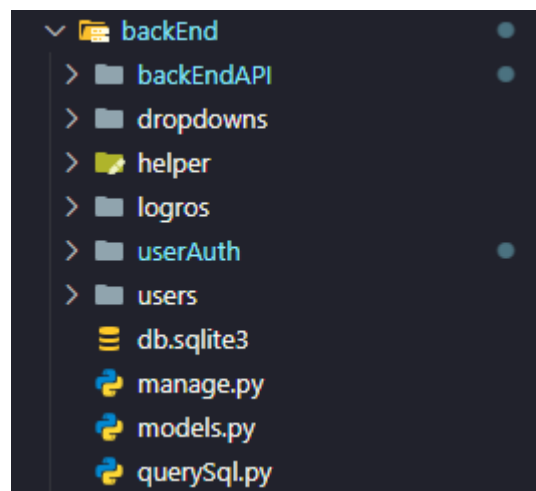 backEnd
backEndAPI
dropdowns
helper
logros
userAuth
users
db.sqlite3
manage.py
models.py
querySql.py